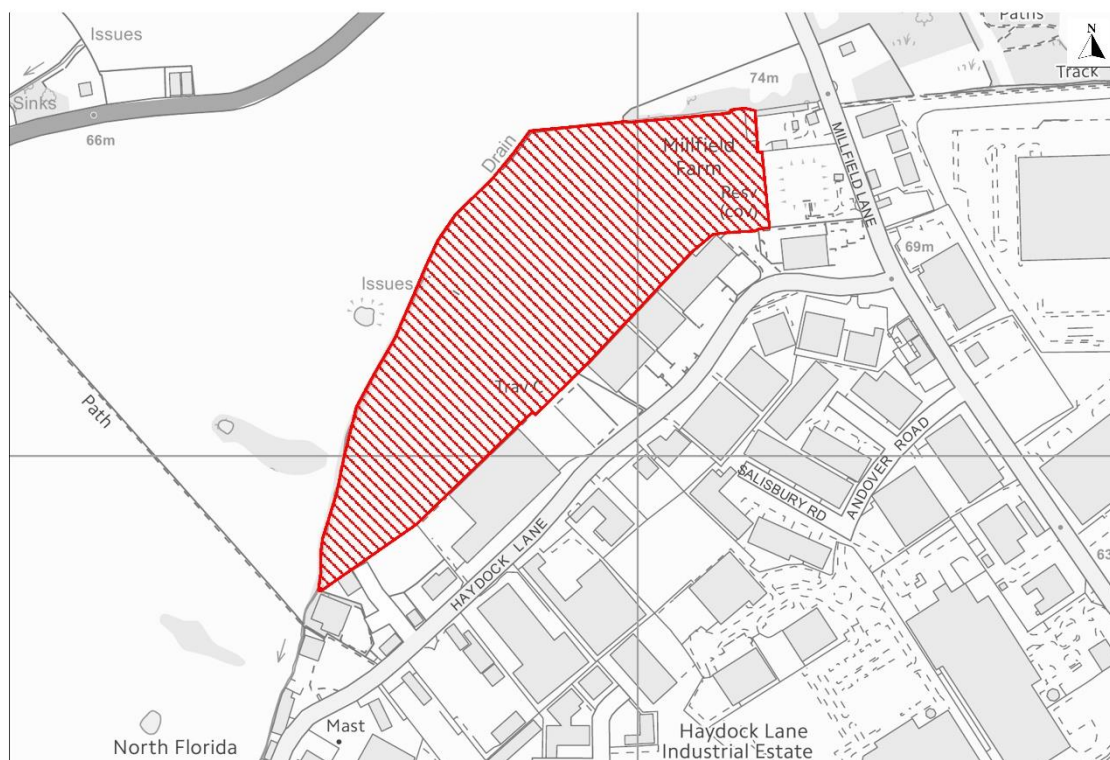 Issues
Paths
N
Track
74m
Sinks
66m
Drain
Millfield
Farm
MILLFIELD LANE
Resv
(cov)
69m
Issues
Trav C
Path
ANDOVER ROAD
SALISBURY RD
HAYDOCK LANE
63
Mast
North Florida
Haydock Lane
Industrial Estate